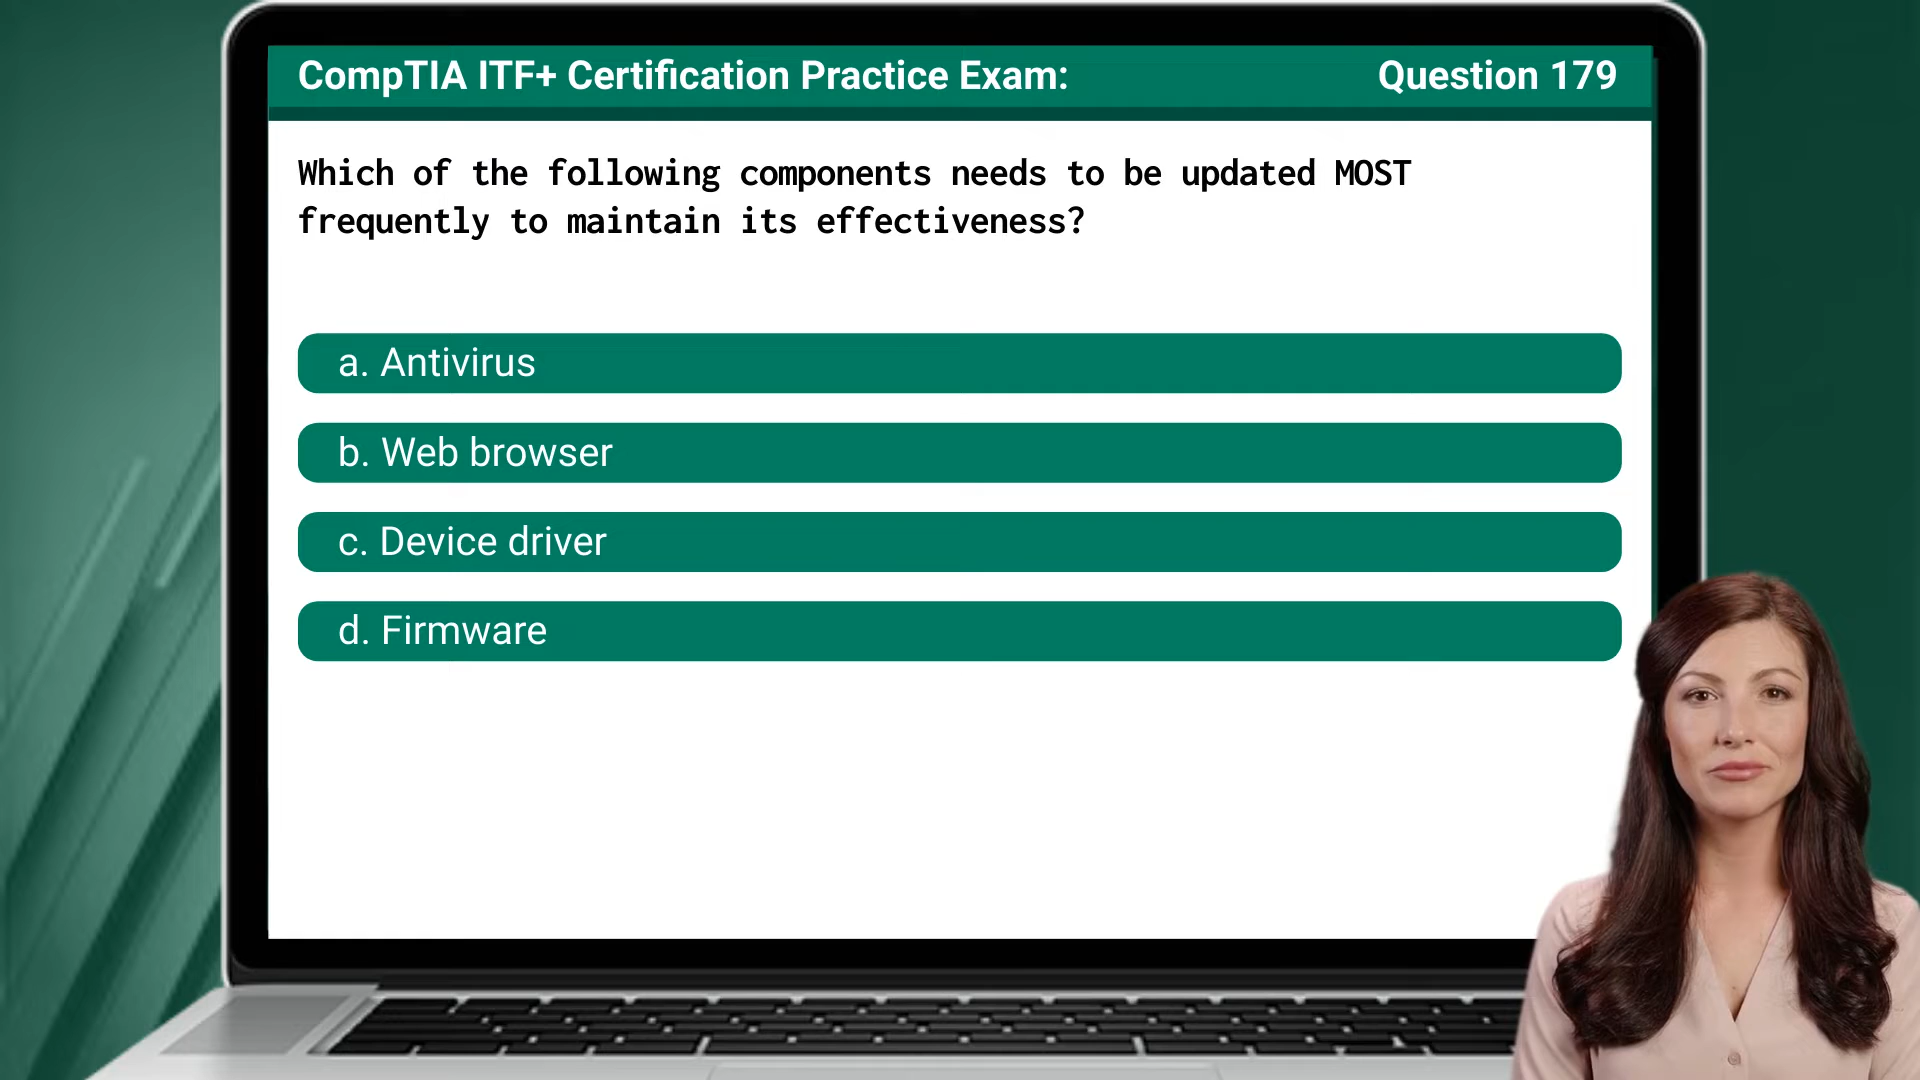 CompTIA ITF+ Certification Practice Exam:
Question 179
Which of the following components needs to be updated MOST
frequently to maintain its effectiveness?
a. Antivirus
b. Web browser
c. Device driver
d. Firmware